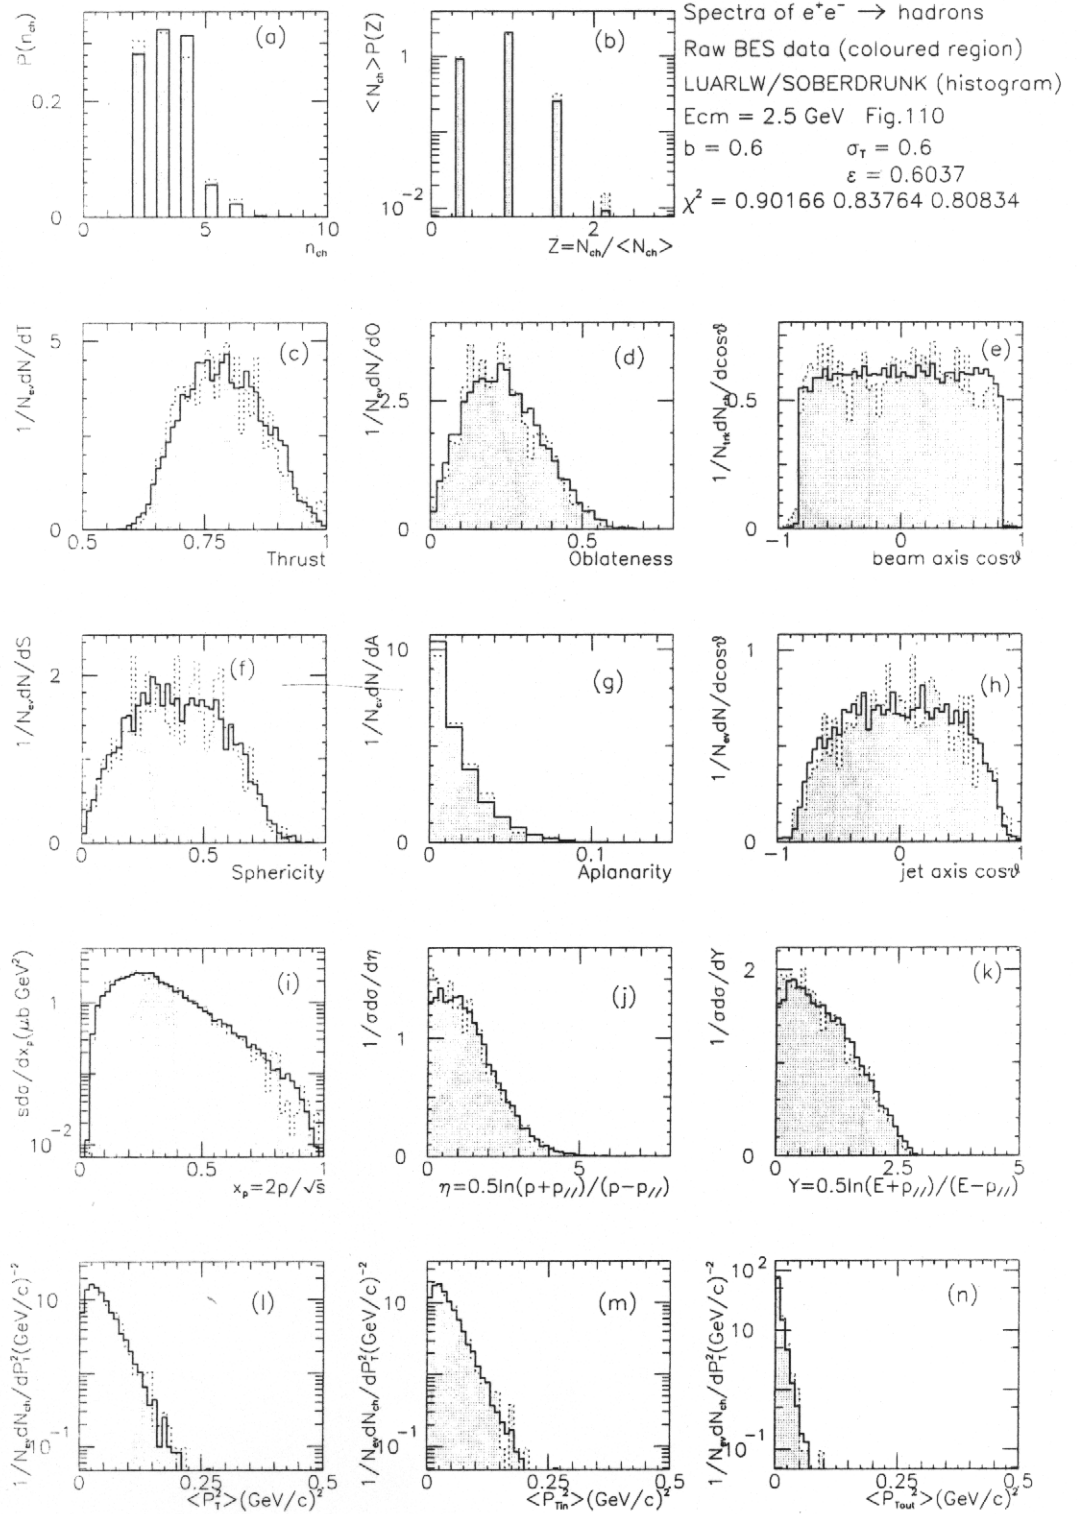 Spectra of e⁺e⁻ → hadrons
Raw BES data (coloured region)
LUARLW/SOBERDRUNK (histogram)
Ecm = 2.5 GeV Fig.110
b = 0.6 σ_T = 0.6
ε = 0.6037
χ² = 0.90166 0.83764 0.80834
P(n_ch)
(a)
0.2
0
0 5 10
n_ch
<N_ch>P(Z)
(b)
1
10⁻²
0 2
Z=N_ch/<N_ch>
1/N_ev dN/dT
(c)
5
0
0.5 0.75 1
Thrust
1/N_ev dN/dO
(d)
2.5
0
0 0.5
Oblateness
1/N_trk dN_ch/dcosϑ
(e)
0.5
0
-1 0 1
beam axis cosϑ
1/N_ev dN/dS
(f)
2
0
0 0.5 1
Sphericity
1/N_ev dN/dA
(g)
10
0
0 0.1
Aplanarity
1/N_ev dN/dcosϑ
(h)
1
0
-1 0 1
jet axis cosϑ
sdσ/dx_p(μb GeV²)
(i)
1
10⁻²
0 0.5 1
x_p=2p/√s
1/σdσ/dη
(j)
1
0
0 5
η=0.5ln(p+p_//)/(p-p_//)
1/σdσ/dY
(k)
2
0
0 2.5 5
Y=0.5ln(E+p_//)/(E-p_//)
1/N_ev dN_ch/dP_T²(GeV/c)⁻²
(l)
10
10⁻¹
0 0.25 0.5
<P_T²>(GeV/c)²
1/N_ev dN_ch/dP_T²(GeV/c)⁻²
(m)
10
10⁻¹
0 0.25 0.5
<P_Tin²>(GeV/c)²
1/N_ev dN_ch/dP_T²(GeV/c)⁻²
(n)
10²
10
10⁻¹
0 0.25 0.5
<P_Tout²>(GeV/c)²